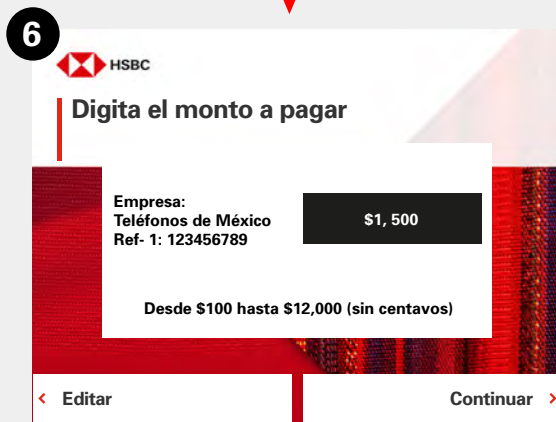 6
HSBC
Digita el monto a pagar
Empresa:
Teléfonos de México
Ref- 1: 123456789
$1, 500
Desde $100 hasta $12,000 (sin centavos)
‹ Editar
Continuar ›